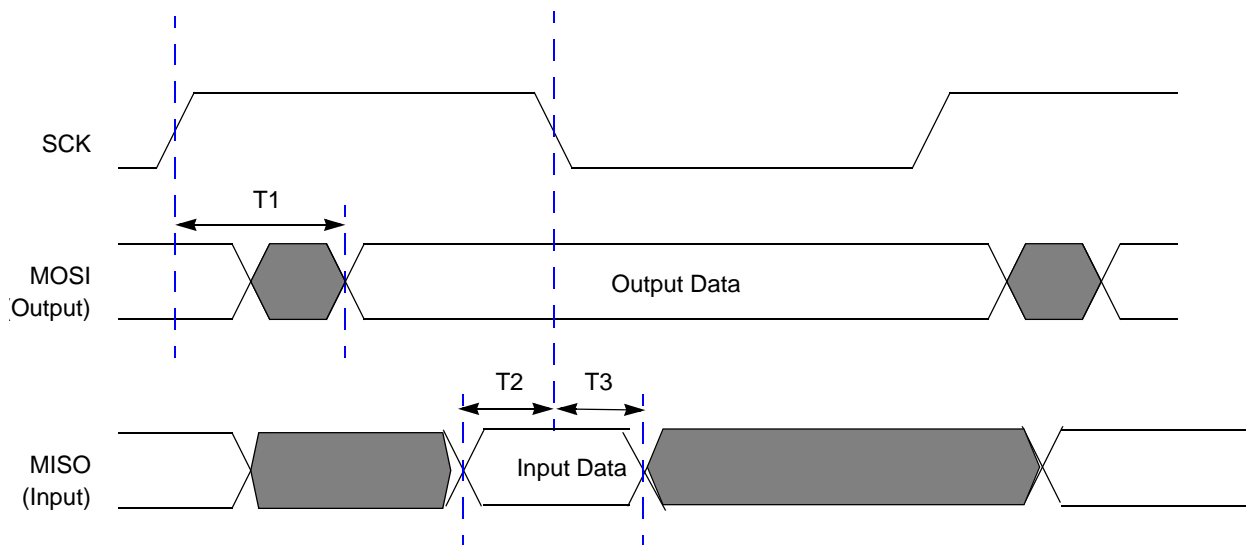 SCK
T1
MOSI
(Output)
Output Data
T2
T3
MISO
(Input)
Input Data